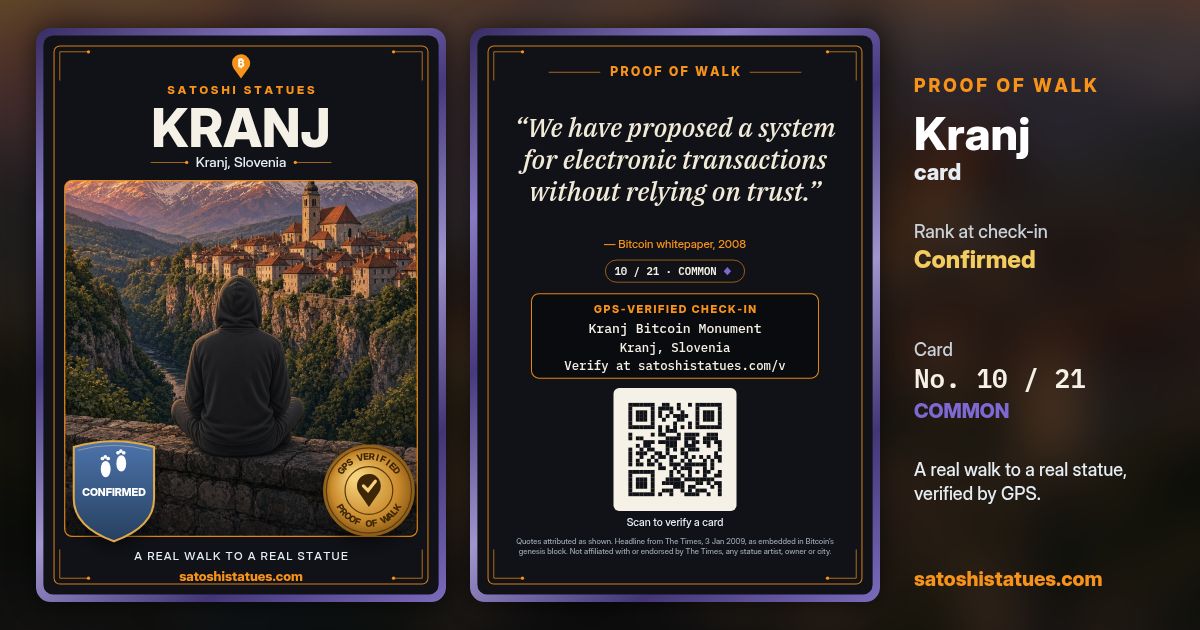 SATOSHI STATUES
KRANJ
Kranj, Slovenia
CONFIRMED
GPS VERIFIED
PROOF OF WALK
A REAL WALK TO A REAL STATUE
satoshistatues.com
PROOF OF WALK
“We have proposed a system
for electronic transactions
without relying on trust.”
— Bitcoin whitepaper, 2008
10 / 21 · COMMON
GPS-VERIFIED CHECK-IN
Kranj Bitcoin Monument
Kranj, Slovenia
Verify at satoshistatues.com/v
Scan to verify a card
Quotes attributed as shown. Headline from The Times, 3 Jan 2009, as embedded in Bitcoin's
genesis block. Not affiliated with or endorsed by The Times, any statue artist, owner or city.
PROOF OF WALK
Kranj
card
Rank at check-in
Confirmed
Card
No. 10 / 21
COMMON
A real walk to a real statue,
verified by GPS.
satoshistatues.com